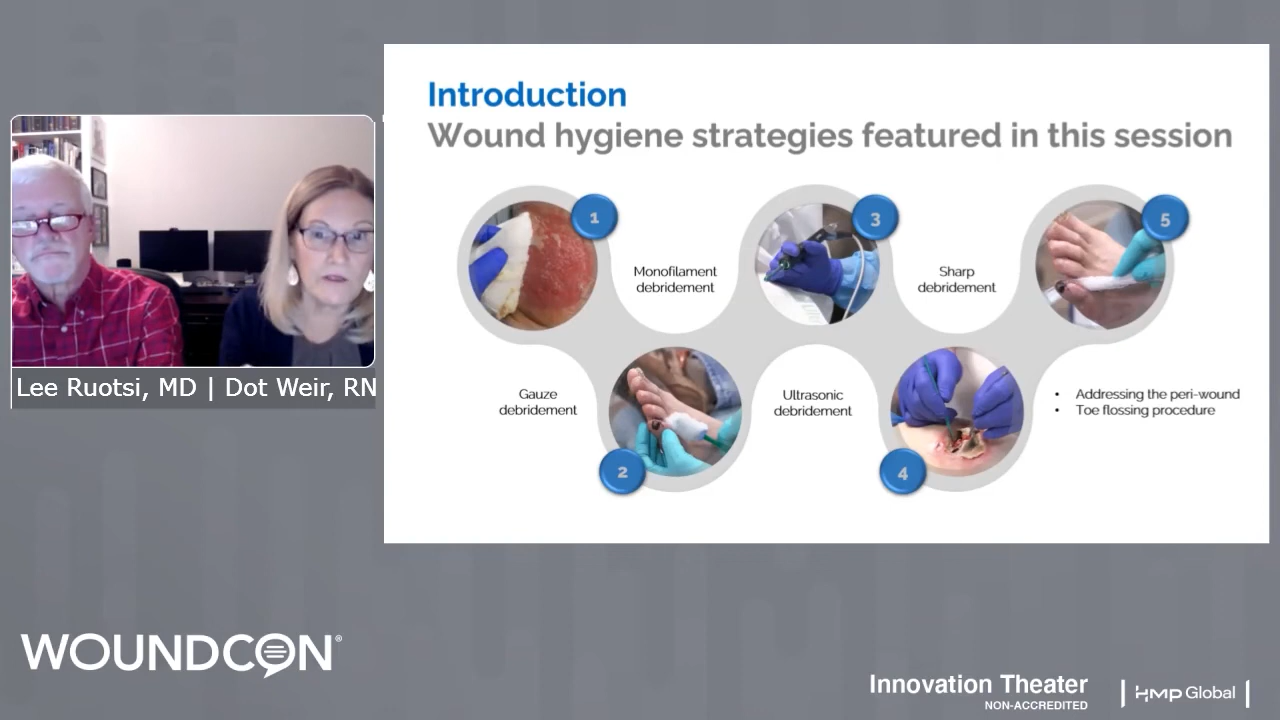 Introduction
Wound hygiene strategies featured in this session
1
Gauze
debridement
2
Monofilament
debridement
3
Ultrasonic
debridement
4
Sharp
debridement
5
• Addressing the peri-wound
• Toe flossing procedure
Lee Ruotsi, MD | Dot Weir, RN
WOUNDCON®
Innovation Theater
NON-ACCREDITED
HMP Global